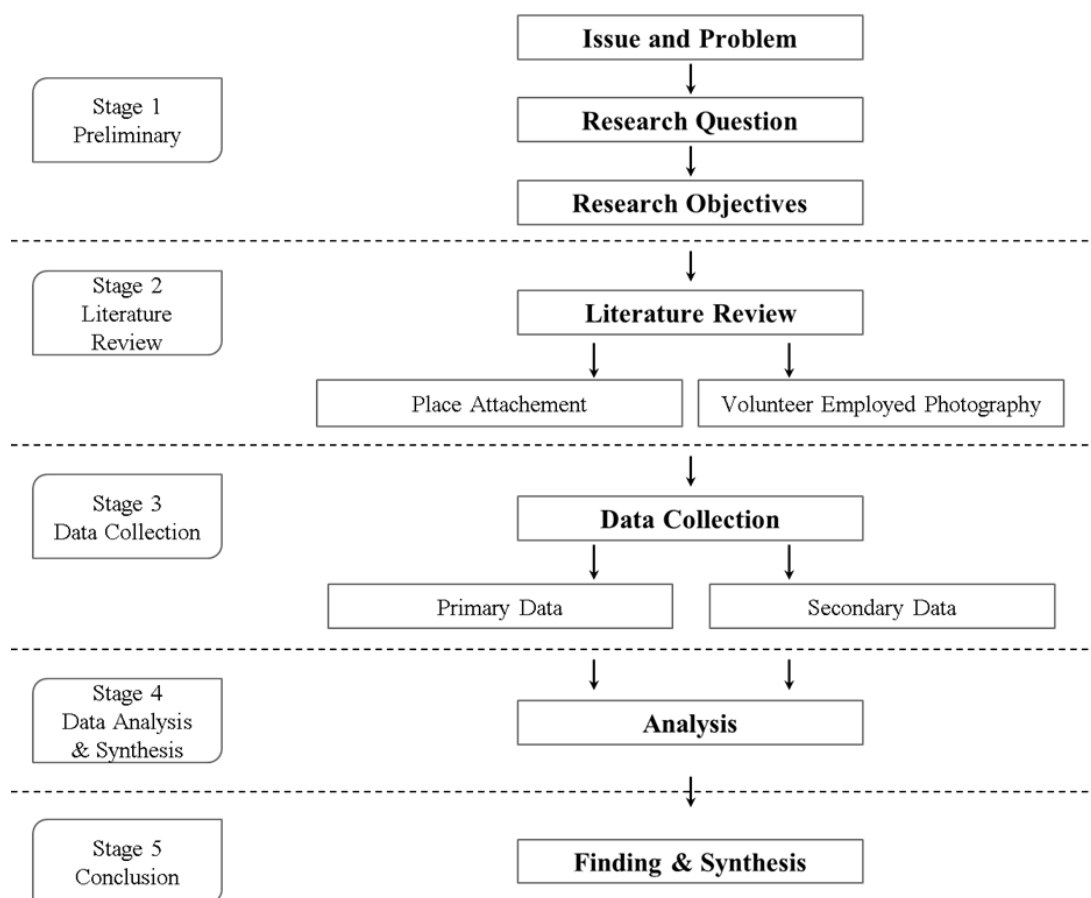 Issue and Problem
Stage 1
Preliminary
Research Question
Research Objectives
Stage 2
Literature
Review
Literature Review
Place Attachement
Volunteer Employed Photography
Stage 3
Data Collection
Data Collection
Primary Data
Secondary Data
Stage 4
Data Analysis
& Synthesis
Analysis
Stage 5
Conclusion
Finding & Synthesis